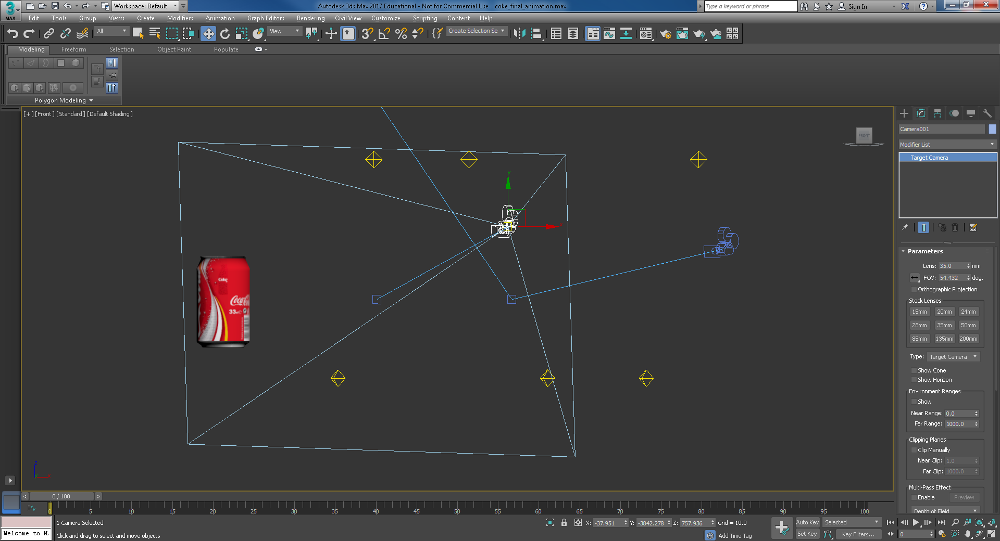 3 MAX
Workspace: Default
Autodesk 3ds Max 2017 Educational - Not for Commercial Use coke_final_animation.max
Type a keyword or phrase
Sign In
Edit Tools Group Views Create Modifiers Animation Graph Editors Rendering Civil View Customize Scripting Content Help
All
View
Create Selection Se
Modeling Freeform Selection Object Paint Populate
Polygon Modeling
[+] [Front ] [Standard ] [Default Shading ]
FRONT
y
Coke
Coca-Co
33cl
z
y
x
Camera001
Modifier List
Target Camera
Parameters
Lens: 35.0 mm
FOV: 54.432 deg.
Orthographic Projection
Stock Lenses
15mm 20mm 24mm
28mm 35mm 50mm
85mm 135mm 200mm
Type: Target Camera
Show Cone
Show Horizon
Environment Ranges
Show
Near Range: 0.0
Far Range: 1000.0
Clipping Planes
Clip Manually
Near Clip: 1.0
Far Clip: 1000.0
Multi-Pass Effect
Enable Preview
Depth of Field
< 0 / 100 >
0 5 10 15 20 25 30 35 40 45 50 55 60 65 70 75 80 85 90 95 100
Welcome to M
1 Camera Selected
Click and drag to select and move objects
X: -37.951 Y: -3842.278 Z: 757.936 Grid = 10.0
Add Time Tag
Auto Key Selected
Set Key Key Filters...
0